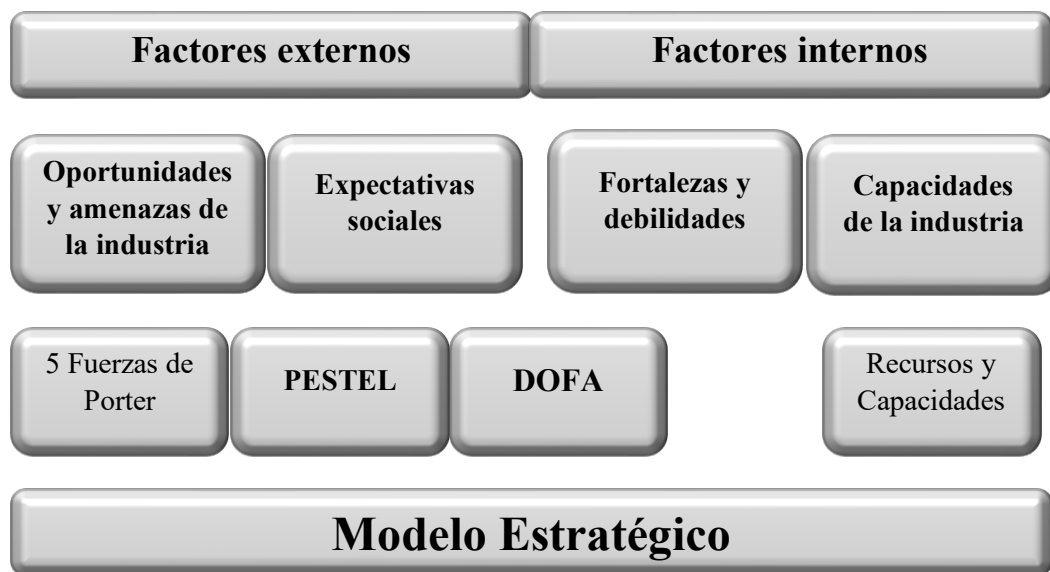 Factores externos
Factores internos
Oportunidades
y amenazas de
la industria
Expectativas
sociales
Fortalezas y
debilidades
Capacidades
de la industria
5 Fuerzas de
Porter
PESTEL
DOFA
Recursos y
Capacidades
Modelo Estratégico